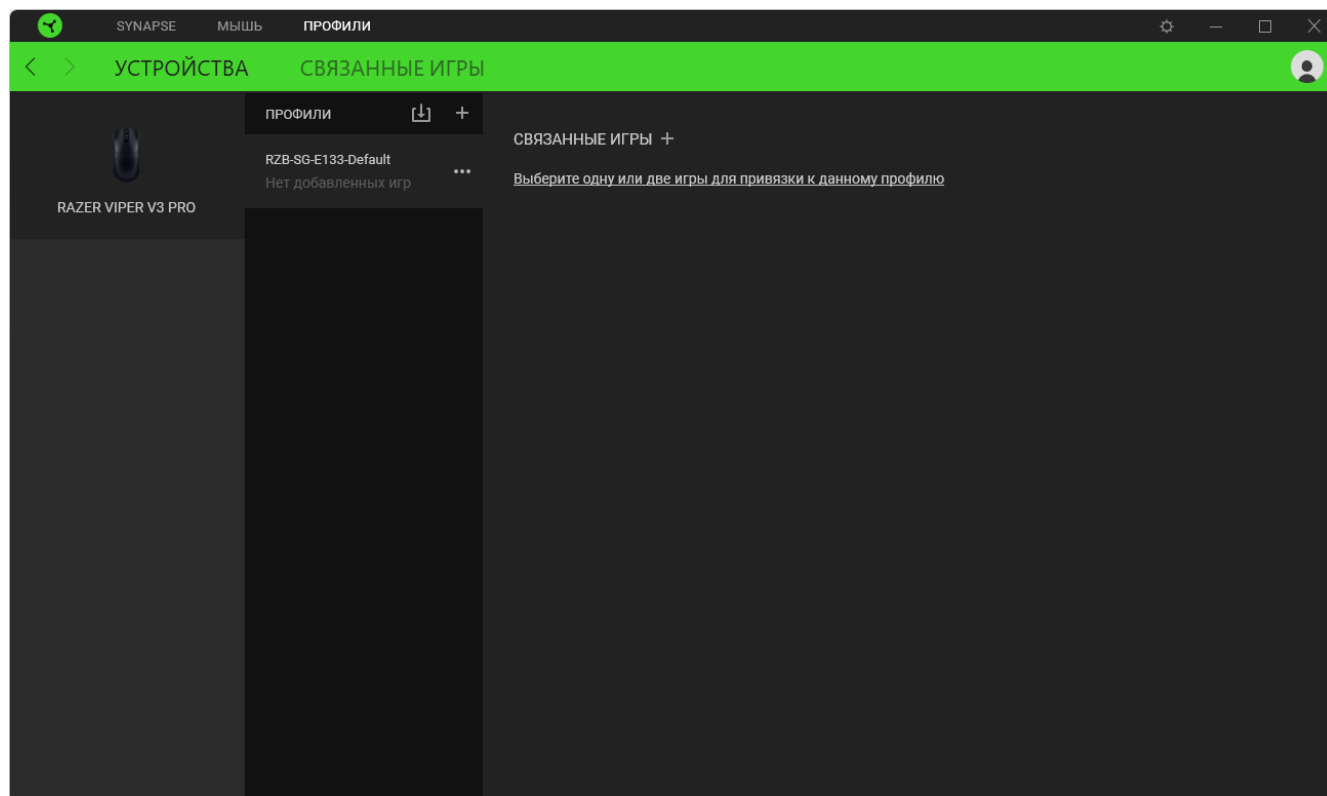 SYNAPSE МЫШЬ ПРОФИЛИ
УСТРОЙСТВА СВЯЗАННЫЕ ИГРЫ
RAZER VIPER V3 PRO
ПРОФИЛИ
RZB-SG-E133-Default
Нет добавленных игр
СВЯЗАННЫЕ ИГРЫ +
Выберите одну или две игры для привязки к данному профилю